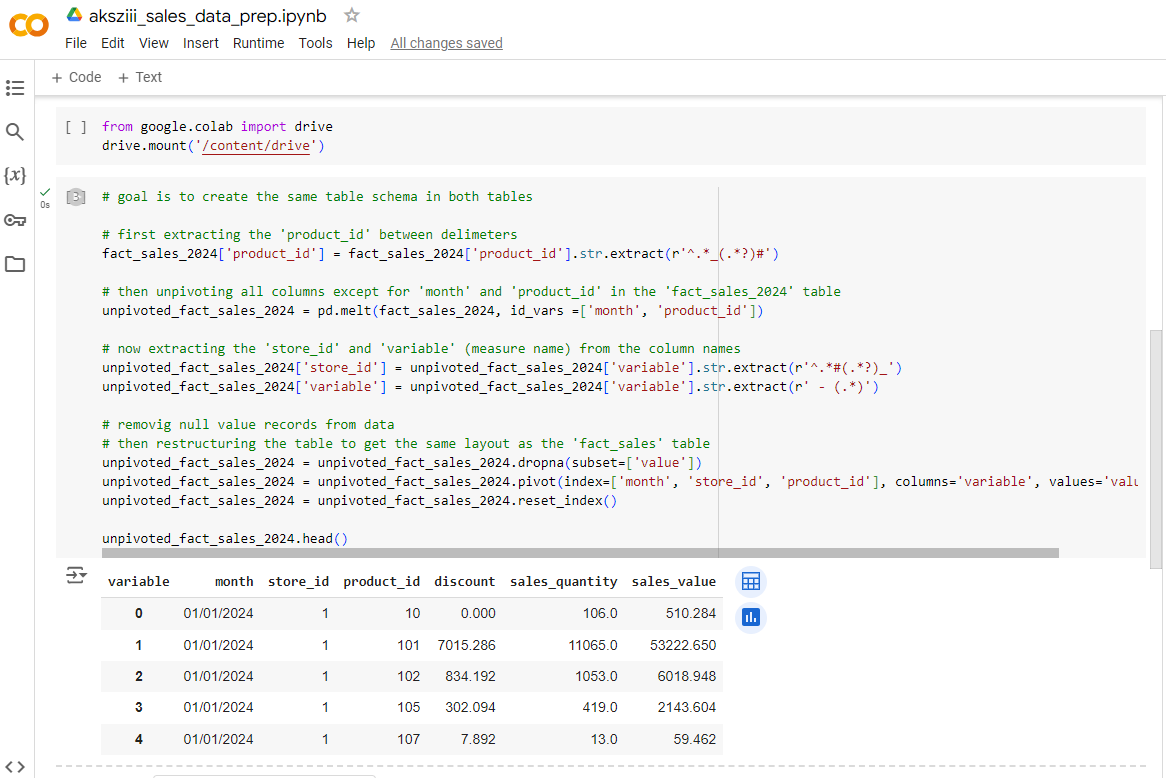 aksziii_sales_data_prep.ipynb
File Edit View Insert Runtime Tools Help All changes saved
+ Code + Text
[ ] from google.colab import drive
drive.mount('/content/drive')
0s
3
# goal is to create the same table schema in both tables
# first extracting the 'product_id' between delimeters
fact_sales_2024['product_id'] = fact_sales_2024['product_id'].str.extract(r'^.*_(.*?)#')
# then unpivoting all columns except for 'month' and 'product_id' in the 'fact_sales_2024' table
unpivoted_fact_sales_2024 = pd.melt(fact_sales_2024, id_vars =['month', 'product_id'])
# now extracting the 'store_id' and 'variable' (measure name) from the column names
unpivoted_fact_sales_2024['store_id'] = unpivoted_fact_sales_2024['variable'].str.extract(r'^.*#(.*?)_')
unpivoted_fact_sales_2024['variable'] = unpivoted_fact_sales_2024['variable'].str.extract(r' - (.*)')
# removig null value records from data
# then restructuring the table to get the same layout as the 'fact_sales' table
unpivoted_fact_sales_2024 = unpivoted_fact_sales_2024.dropna(subset=['value'])
unpivoted_fact_sales_2024 = unpivoted_fact_sales_2024.pivot(index=['month', 'store_id', 'product_id'], columns='variable', values='valu
unpivoted_fact_sales_2024 = unpivoted_fact_sales_2024.reset_index()
unpivoted_fact_sales_2024.head()
variable month store_id product_id discount sales_quantity sales_value
0 01/01/2024 1 10 0.000 106.0 510.284
1 01/01/2024 1 101 7015.286 11065.0 53222.650
2 01/01/2024 1 102 834.192 1053.0 6018.948
3 01/01/2024 1 105 302.094 419.0 2143.604
4 01/01/2024 1 107 7.892 13.0 59.462